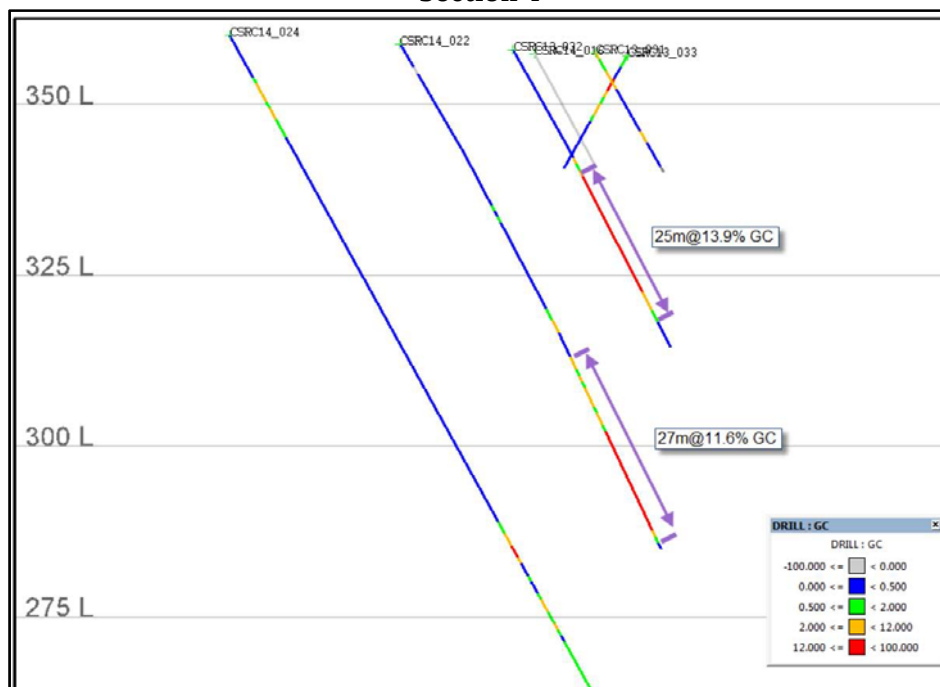 CSRC14_024
CSRC14_022
350 L
25m@13.9% GC
325 L
300 L
27m@11.6% GC
275 L
DRILL : GC
DRILL : GC
-100.000 <= < 0.000
0.000 <= < 0.500
0.500 <= < 2.000
2.000 <= < 12.000
12.000 <= < 100.000